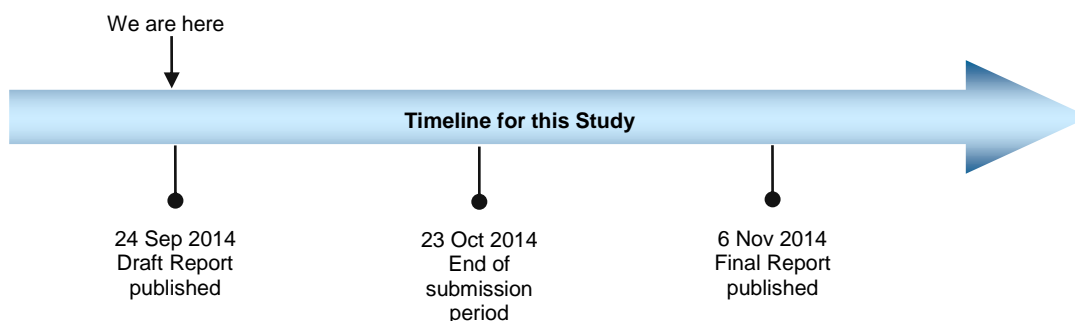 We are here
Timeline for this Study
24 Sep 2014
Draft Report
published
23 Oct 2014
End of
submission
period
6 Nov 2014
Final Report
published